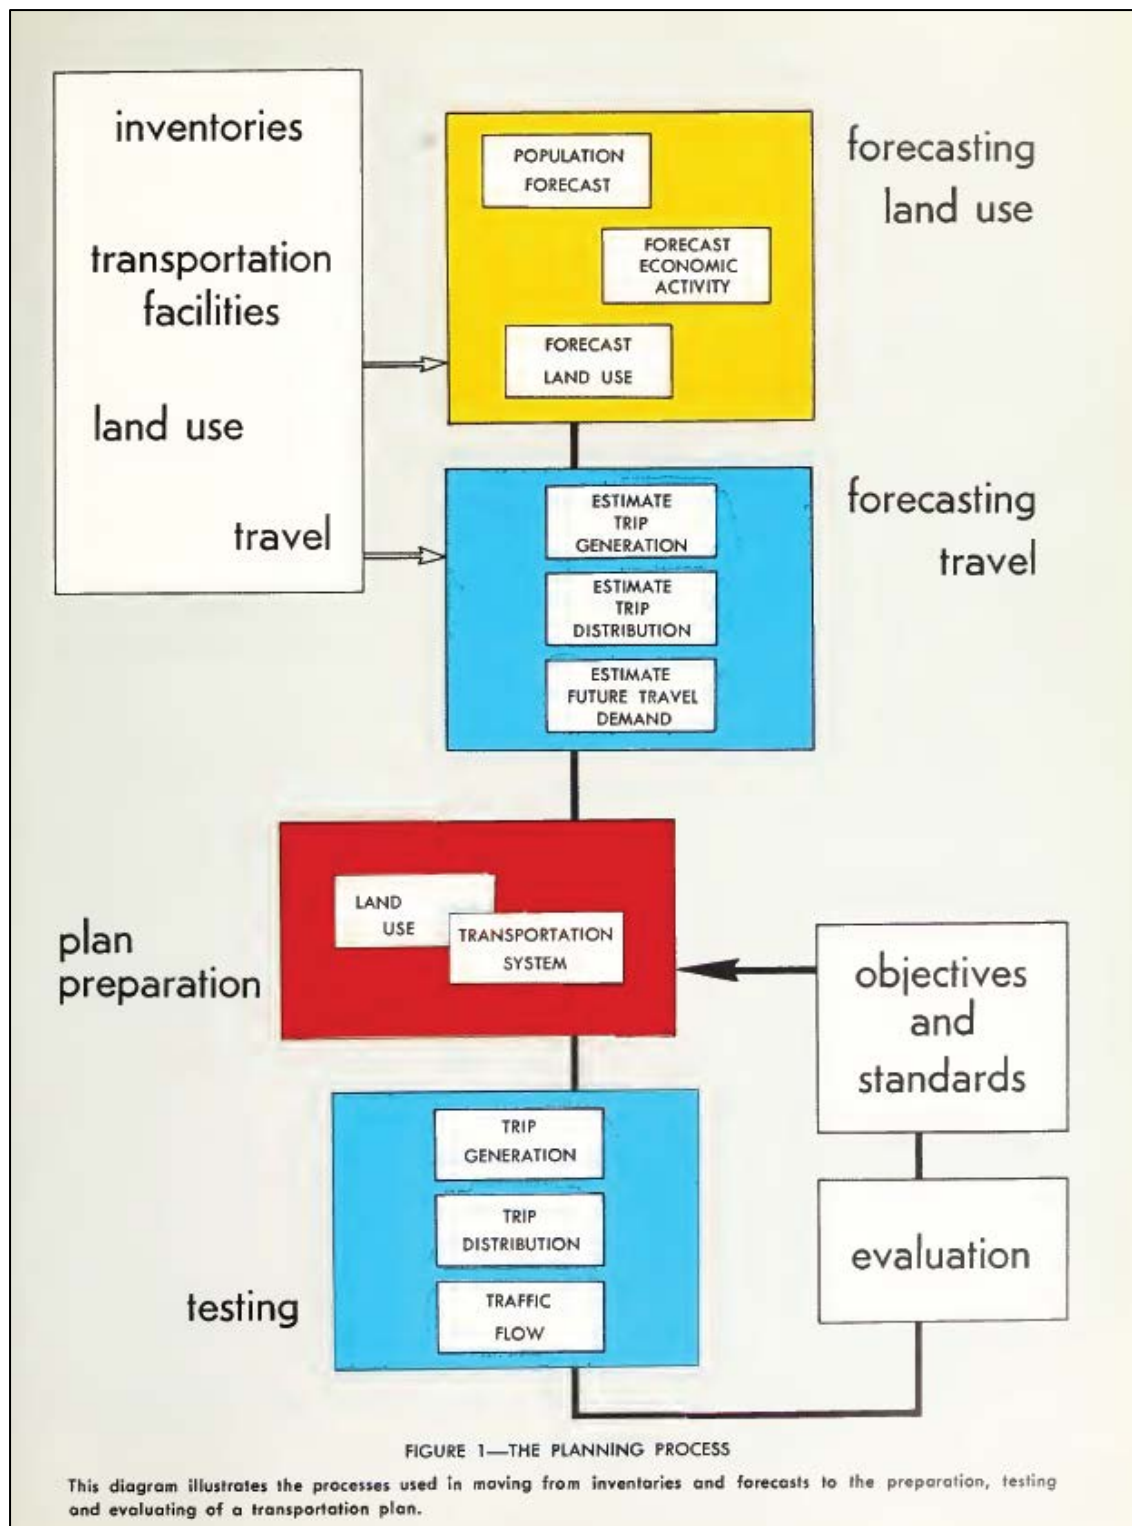 inventories
transportation
facilities
land use
travel
POPULATION
FORECAST
FORECAST
ECONOMIC
ACTIVITY
FORECAST
LAND USE
forecasting
land use
ESTIMATE
TRIP
GENERATION
ESTIMATE
TRIP
DISTRIBUTION
ESTIMATE
FUTURE TRAVEL
DEMAND
forecasting
travel
plan
preparation
LAND
USE
TRANSPORTATION
SYSTEM
objectives
and
standards
testing
TRIP
GENERATION
TRIP
DISTRIBUTION
TRAFFIC
FLOW
evaluation
FIGURE 1—THE PLANNING PROCESS
This diagram illustrates the processes used in moving from inventories and forecasts to the preparation, testing
and evaluating of a transportation plan.